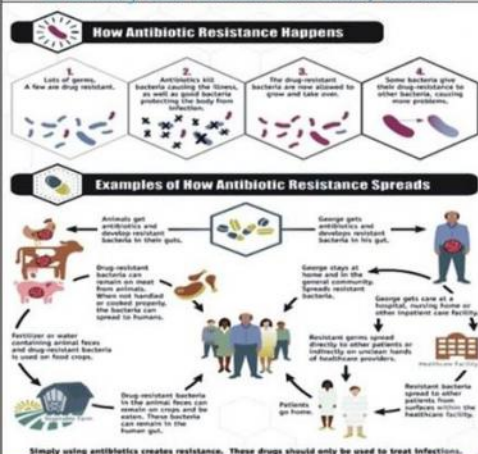 How Antibiotic Resistance Happens
1.
Lots of germs.
A few are drug resistant.
2.
Antibiotics kill
bacteria causing the illness,
as well as good bacteria
protecting the body from
infection.
3.
The drug-resistant
bacteria are now allowed to
grow and take over.
4.
Some bacteria give
their drug-resistance to
other bacteria, causing
more problems.
Examples of How Antibiotic Resistance Spreads
Animals get
antibiotics and
develop resistant
bacteria in their guts.
George gets
antibiotics and
develops resistant
bacteria in his gut.
Drug-resistant
bacteria can
remain on meat
from animals.
When not handled
or cooked properly,
the bacteria can
spread to humans.
George stays at
home and in the
general community.
Spreads resistant
bacteria.
George gets care at a
hospital, nursing home or
other inpatient care facility.
Fertilizer or water
containing animal feces
and drug-resistant bacteria
is used on food crops.
Resistant germs spread
directly to other patients or
indirectly on unclean hands
of healthcare providers.
Healthcare Facility
Drug-resistant bacteria
in the animal feces can
remain on crops and be
eaten. These bacteria
can remain in the
human gut.
Patients
go home.
Resistant bacteria
spread to other
patients from
surfaces within the
healthcare facility.
Vegetable Farm
Simply using antibiotics creates resistance. These drugs should only be used to treat infections.